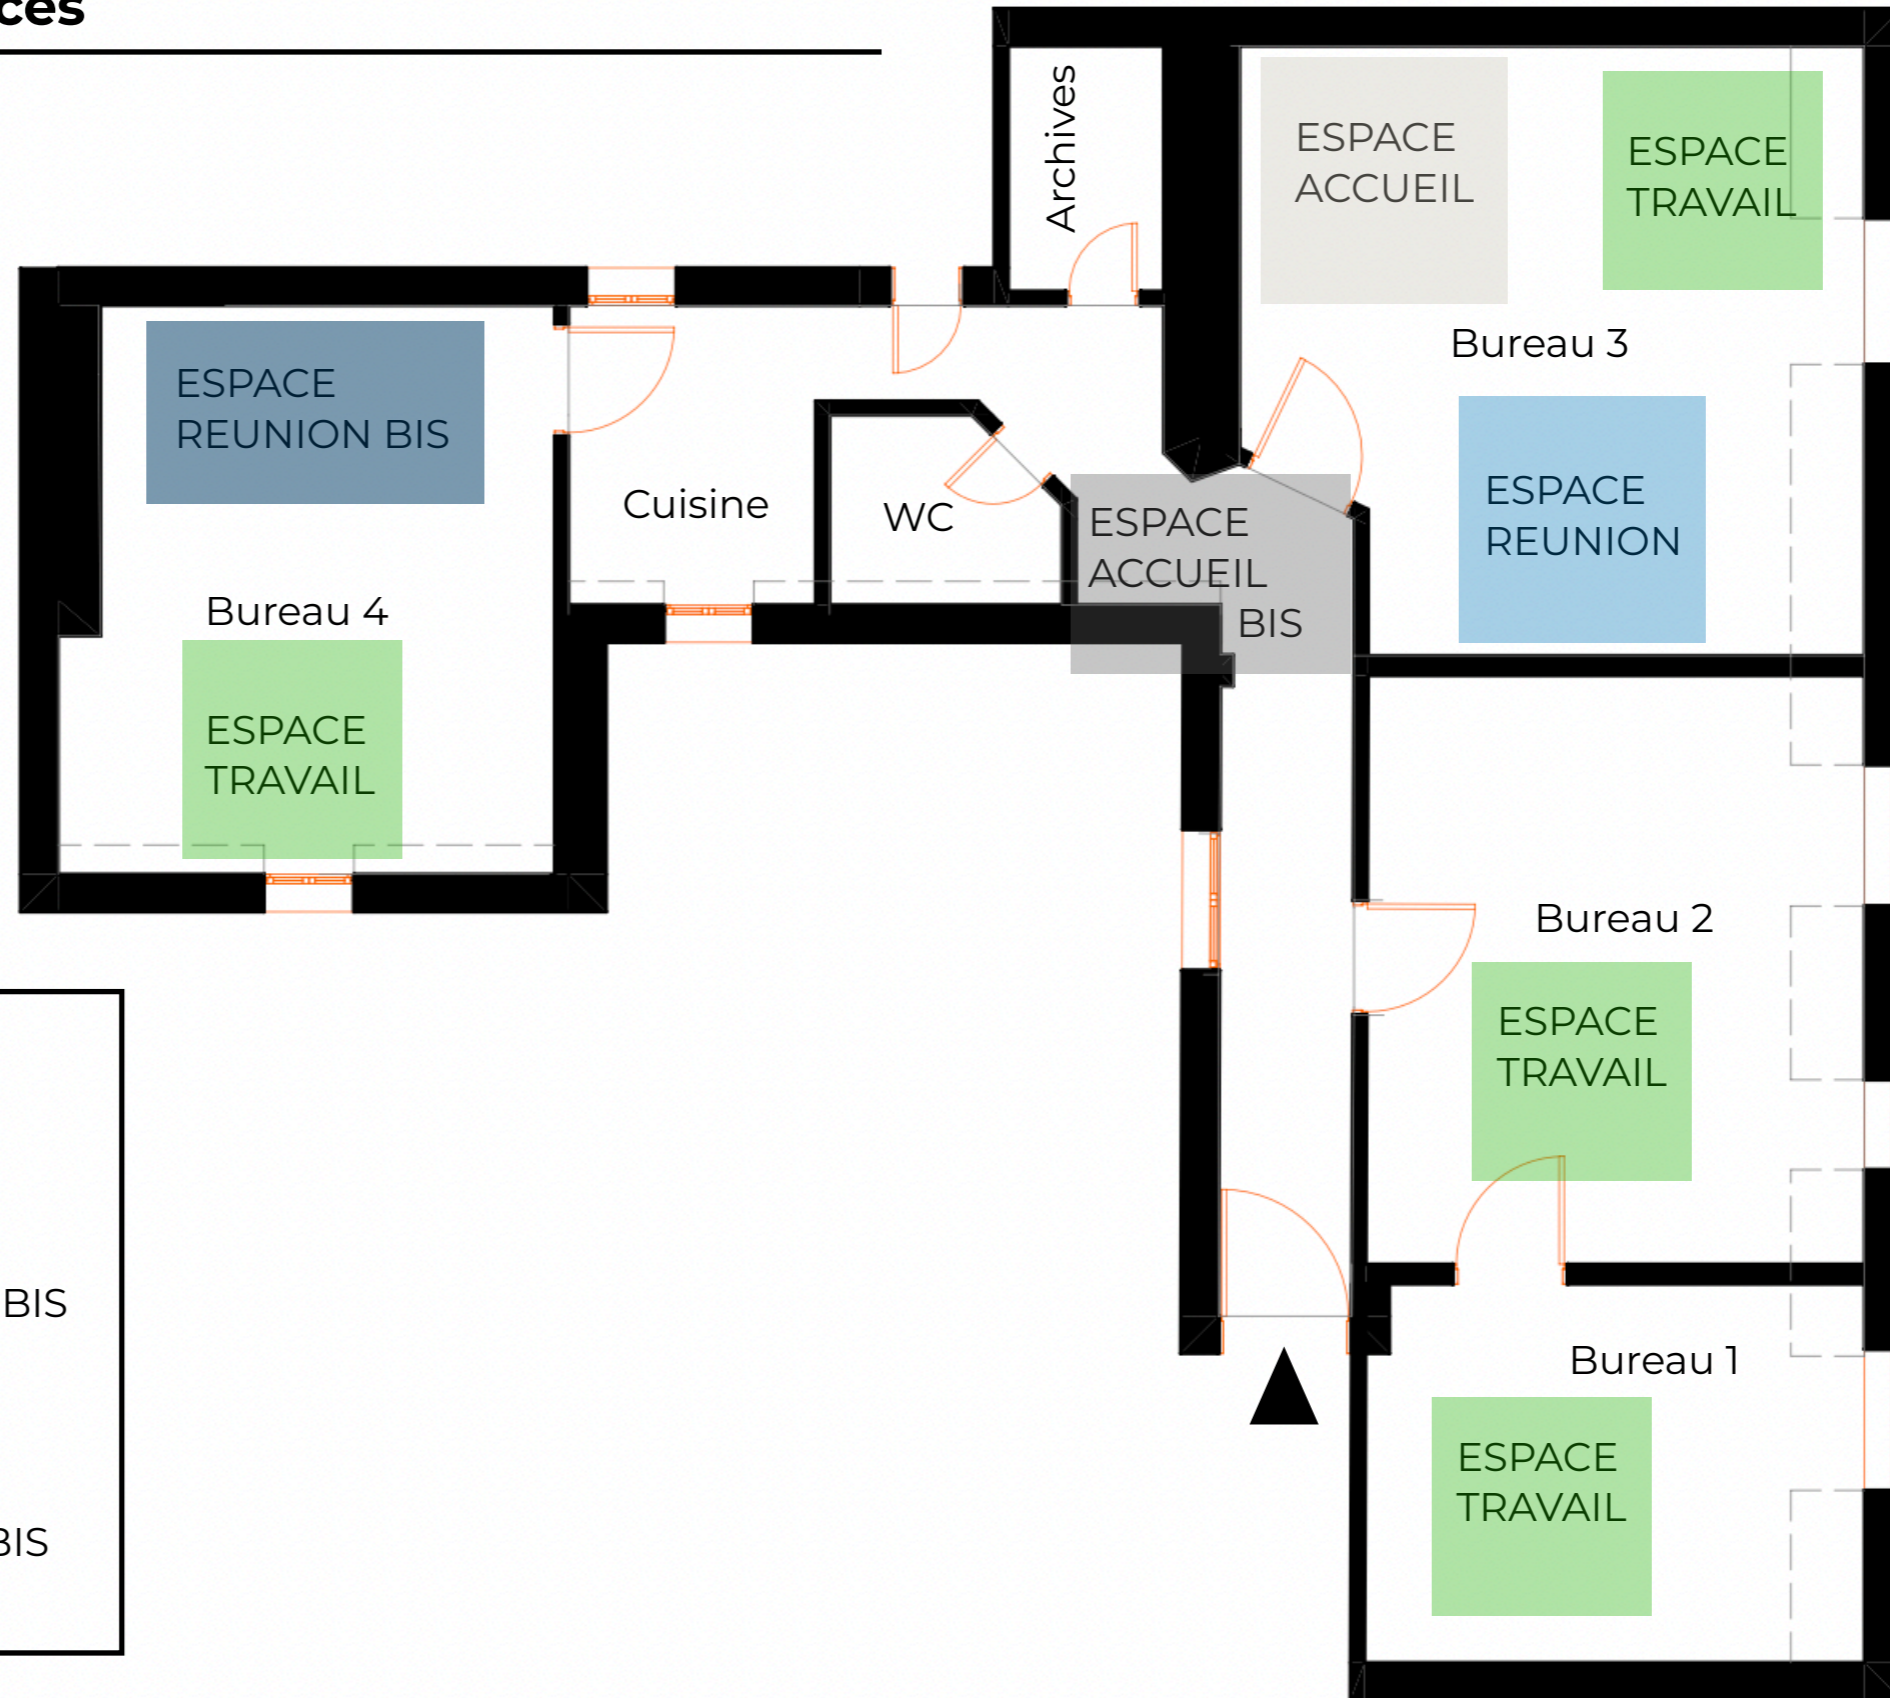 Archives
ESPACE
ACCUEIL
ESPACE
TRAVAIL
Bureau 3
ESPACE
REUNION BIS
Cuisine
WC
ESPACE
ACCUEIL
BIS
ESPACE
REUNION
Bureau 4
ESPACE
TRAVAIL
Bureau 2
ESPACE
TRAVAIL
BIS
Bureau 1
ESPACE
TRAVAIL
BIS